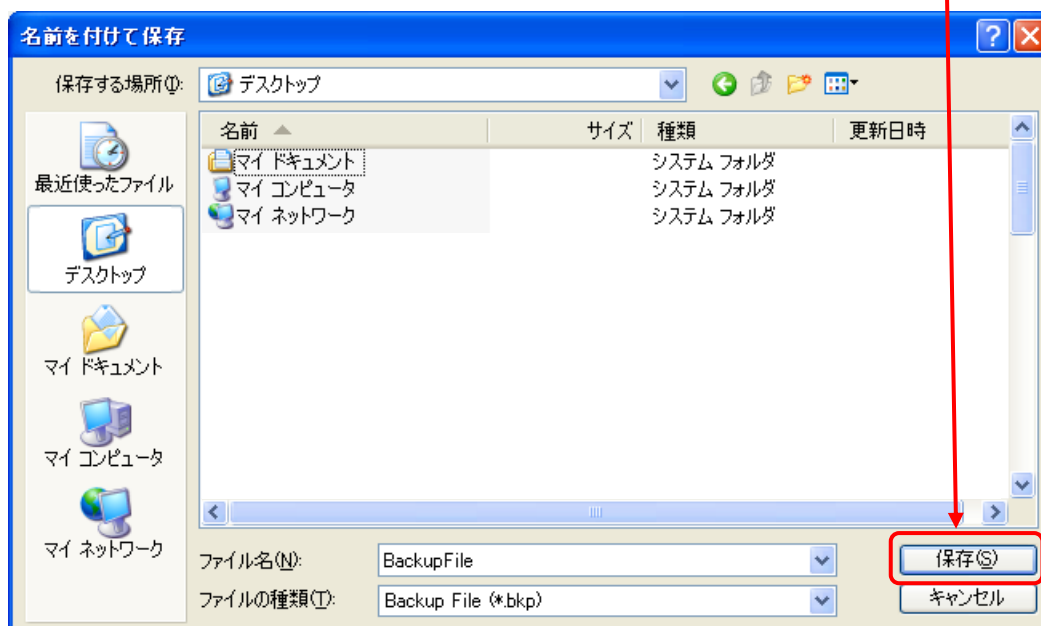 名前を付けて保存
保存する場所(I):
デスクトップ
名前
サイズ
種類
更新日時
マイ ドキュメント
システム フォルダ
マイ コンピュータ
システム フォルダ
マイ ネットワーク
システム フォルダ
最近使ったファイル
デスクトップ
マイ ドキュメント
マイ コンピュータ
マイ ネットワーク
ファイル名(N):
BackupFile
保存(S)
ファイルの種類(T):
Backup File (*.bkp)
キャンセル